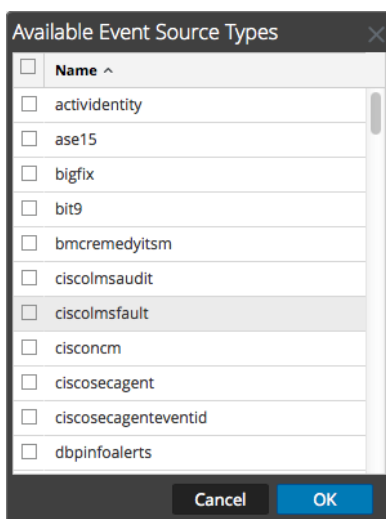 Available Event Source Types
Name
actividentity
ase15
bigfix
bit9
bmcremedyitsm
ciscolmsaudit
ciscolmsfault
cisconcm
ciscosecagent
ciscosecagenteventid
dbpinfoalerts
Cancel OK